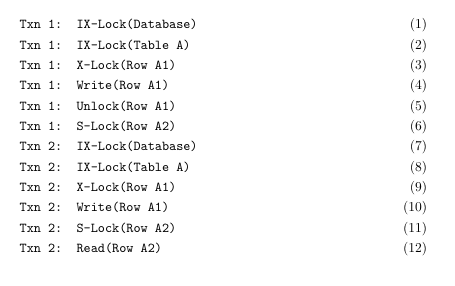 Txn 1: IX-Lock(Database) (1)
Txn 1: IX-Lock(Table A) (2)
Txn 1: X-Lock(Row A1) (3)
Txn 1: Write(Row A1) (4)
Txn 1: Unlock(Row A1) (5)
Txn 1: S-Lock(Row A2) (6)
Txn 2: IX-Lock(Database) (7)
Txn 2: IX-Lock(Table A) (8)
Txn 2: X-Lock(Row A1) (9)
Txn 2: Write(Row A1) (10)
Txn 2: S-Lock(Row A2) (11)
Txn 2: Read(Row A2) (12)